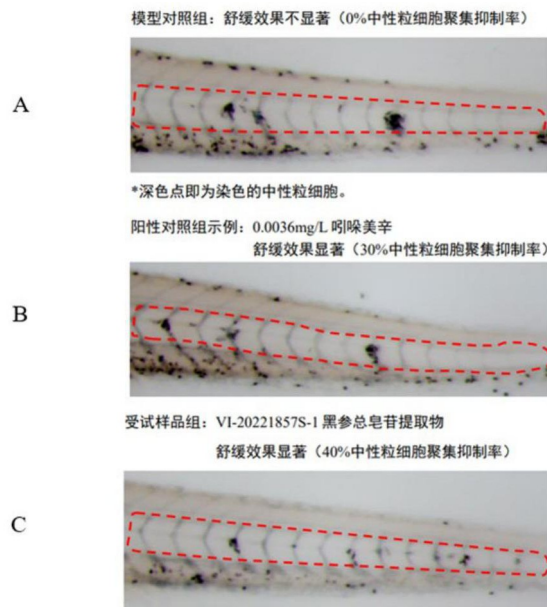 模型对照组：舒缓效果不显著（0%中性粒细胞聚集抑制率）
A
*深色点即为染色的中性粒细胞。
阳性对照组示例：0.0036mg/L 吲哚美辛
舒缓效果显著（30%中性粒细胞聚集抑制率）
B
受试样品组：VI-20221857S-1 黑参总皂苷提取物
舒缓效果显著（40%中性粒细胞聚集抑制率）
C